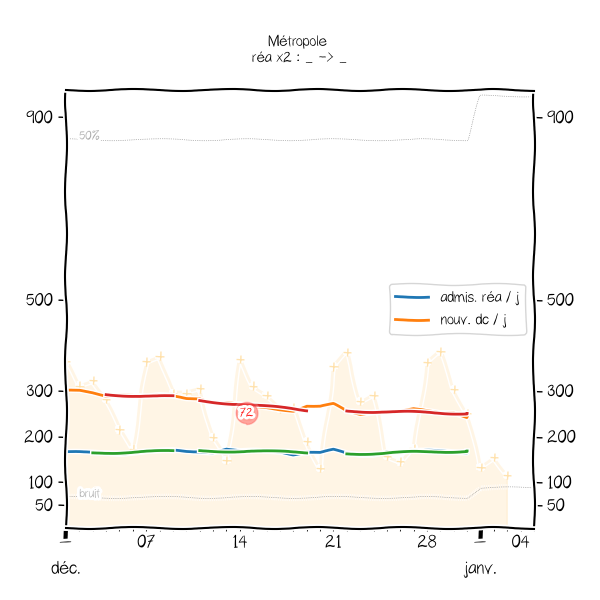 Métropole
réa x2 : _ -> _
900
900
50%
500
500
admis. réa / j
nouv. dc / j
300
300
72
200
200
100
100
bruit
50
50
07
14
21
28
04
déc.
janv.